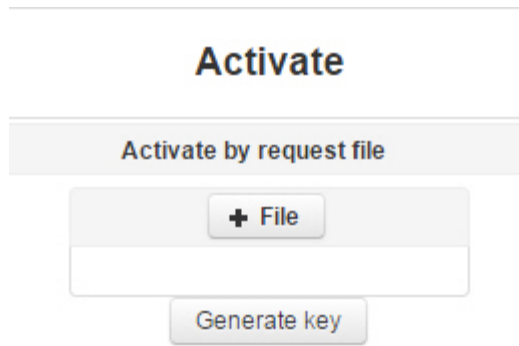 Activate
Activate by request file
+ File
Generate key